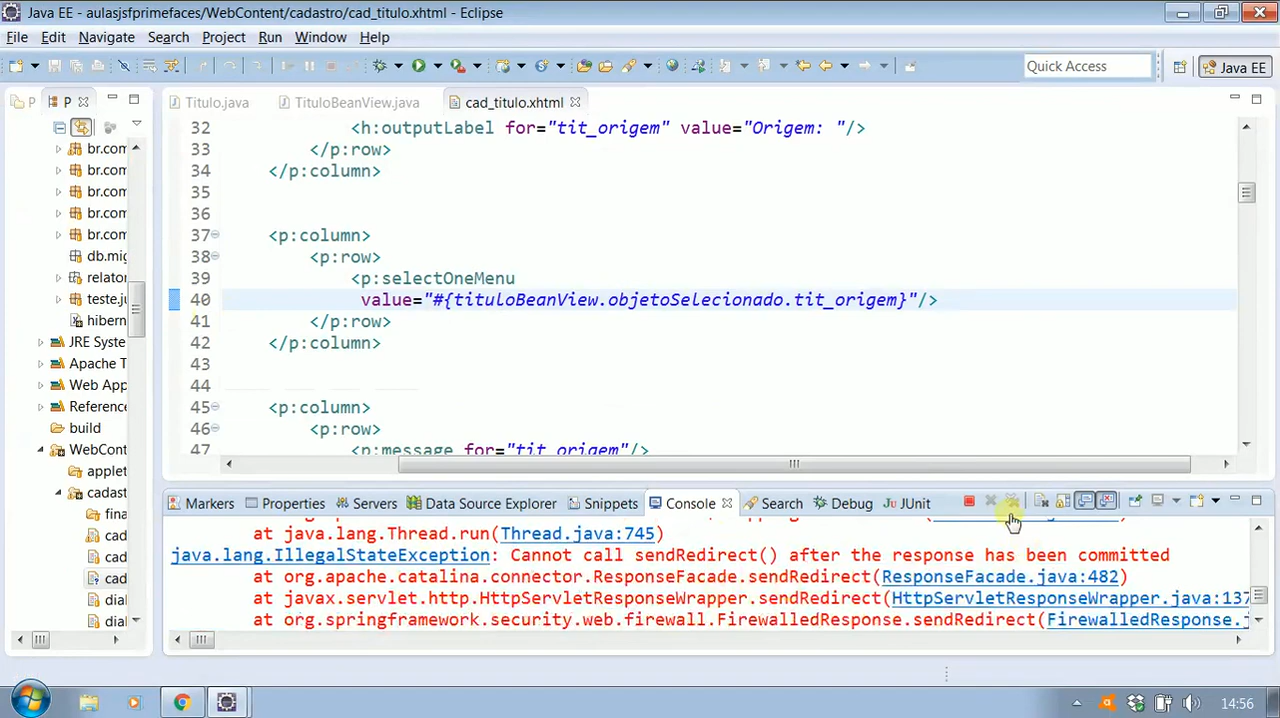 Java EE - aulasjsfprimefaces/WebContent/cadastro/cad_titulo.xhtml - Eclipse
File Edit Navigate Search Project Run Window Help
Quick Access
Java EE
P
P
Titulo.java
TituloBeanView.java
cad_titulo.xhtml
br.com
br.com
br.com
br.com
br.com
db.mig
relator
teste.ju
hibern
JRE Syste
Apache T
Web App
Reference
build
WebCont
applet
cadast
fina
cad
cad
cad
dial
dial
32 <h:outputLabel for="tit_origem" value="Origem: "/>
33 </p:row>
34 </p:column>
35
36
37 <p:column>
38 <p:row>
39 <p:selectOneMenu
40 value="#{tituloBeanView.objetoSelecionado.tit_origem}"/>
41 </p:row>
42 </p:column>
43
44
45 <p:column>
46 <p:row>
47 <p:message for="tit_origem"/>
Markers Properties Servers Data Source Explorer Snippets Console Search Debug JUnit
at java.lang.Thread.run(Thread.java:745)
java.lang.IllegalStateException: Cannot call sendRedirect() after the response has been committed
at org.apache.catalina.connector.ResponseFacade.sendRedirect(ResponseFacade.java:482)
at javax.servlet.http.HttpServletResponseWrapper.sendRedirect(HttpServletResponseWrapper.java:137
at org.springframework.security.web.firewall.FirewalledResponse.sendRedirect(FirewalledResponse.j
14:56